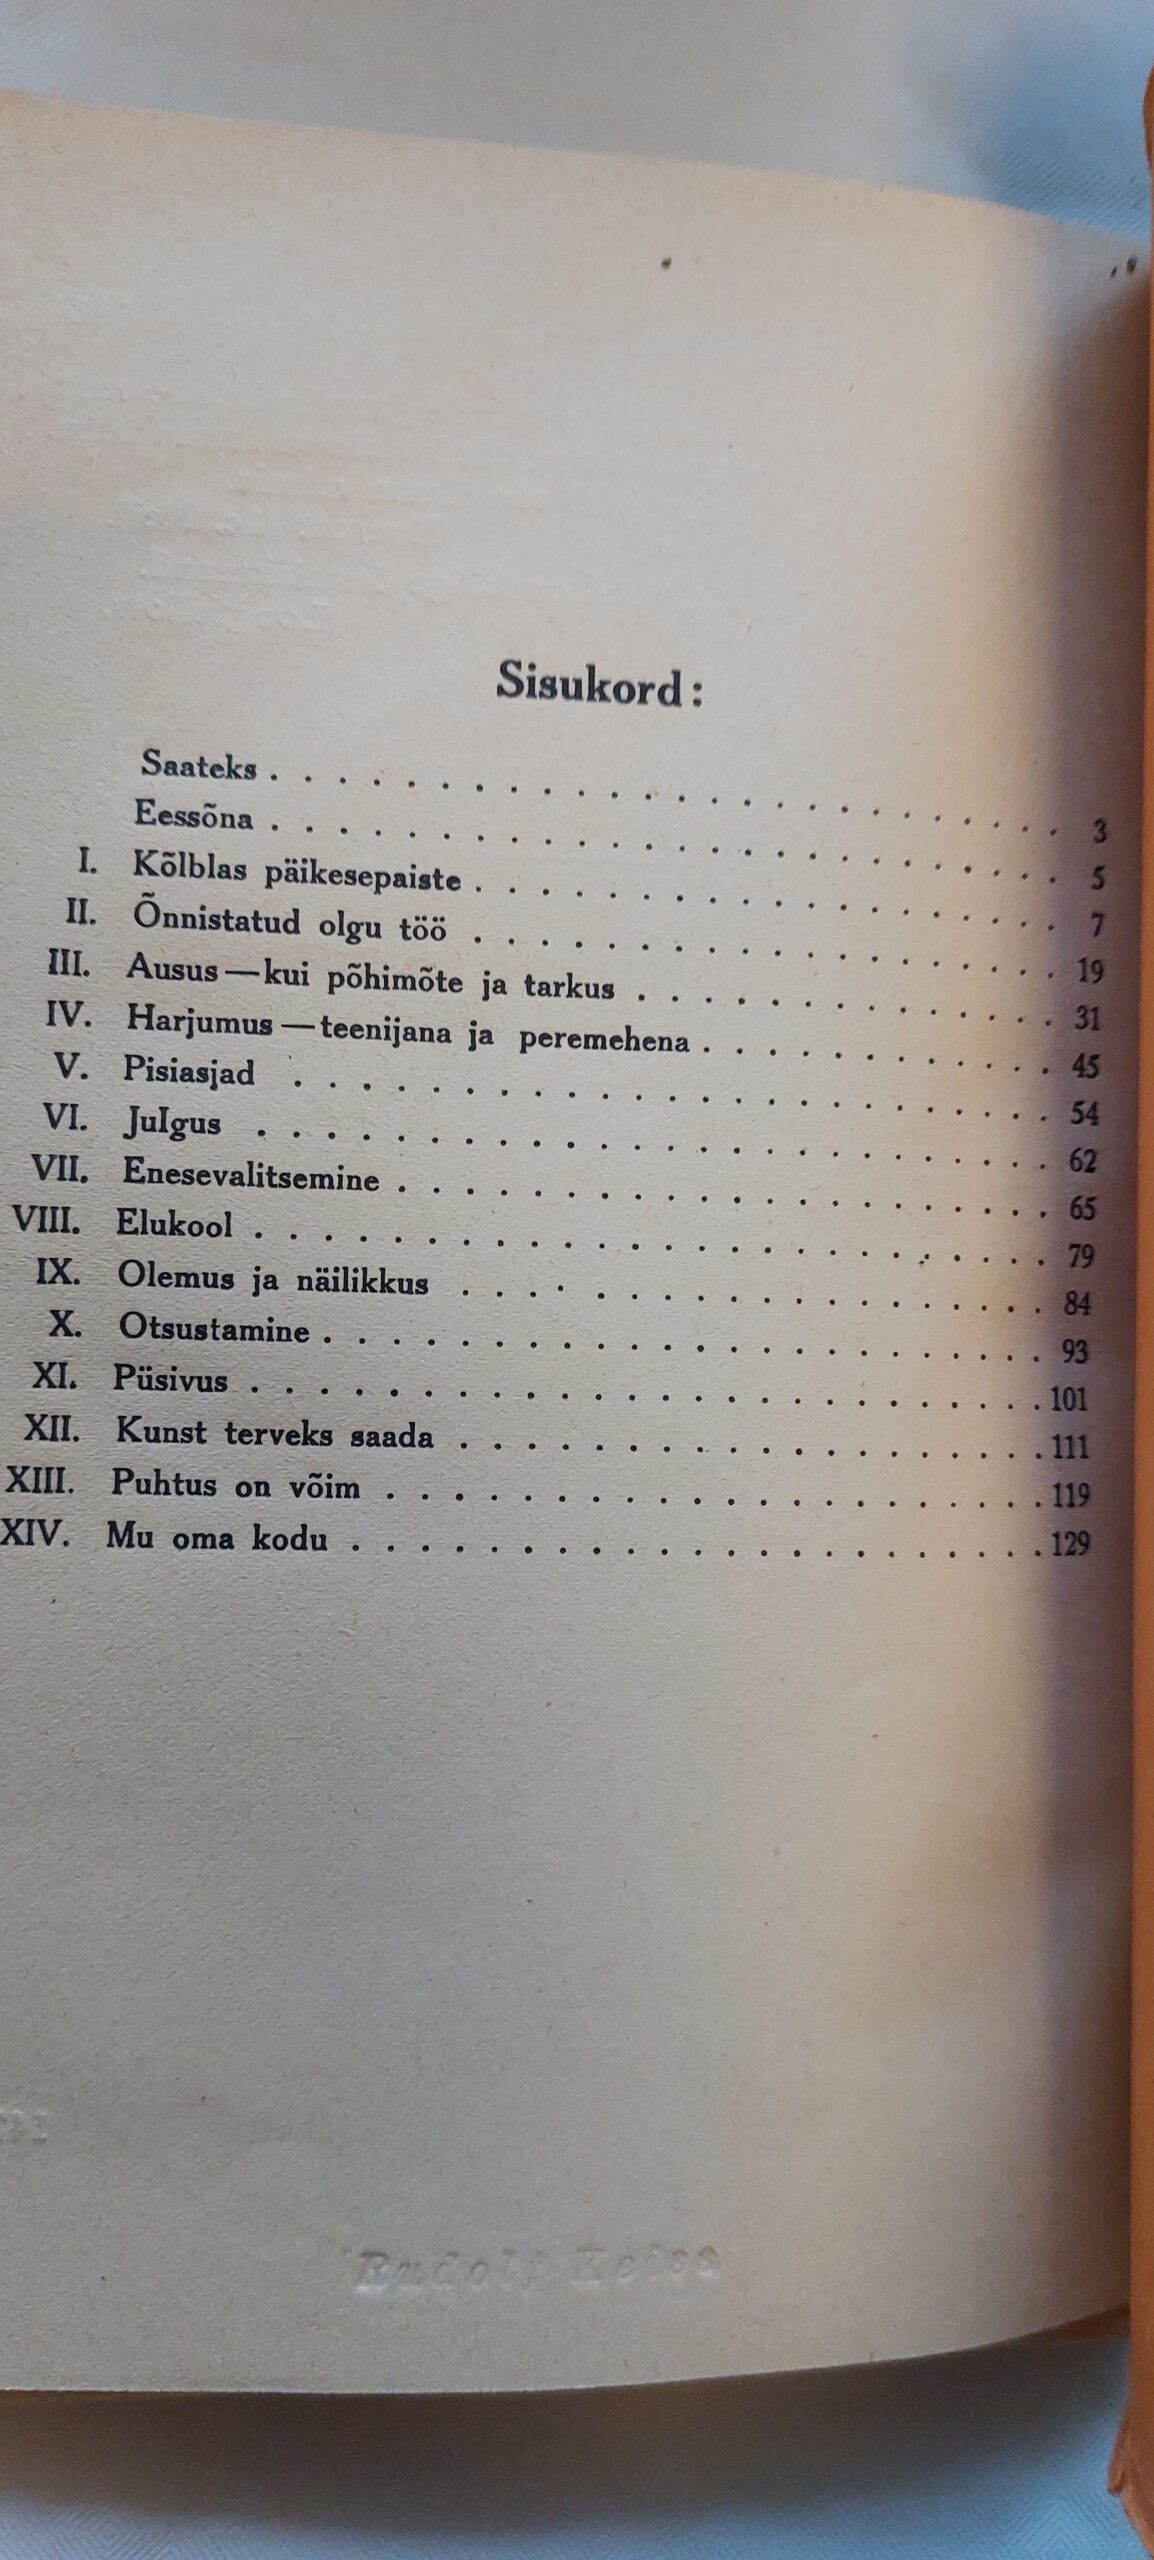 Sisukord:
Saateks . . . . . . . . . . . . . . . . . . . . . . . . 3
Eessõna . . . . . . . . . . . . . . . . . . . . . . . . 5
I. Kõlblas päikesepaiste . . . . . . . . . . . . . . . . . . 7
II. Õnnistatud olgu töö . . . . . . . . . . . . . . . . . . 19
III. Ausus — kui põhimõte ja tarkus . . . . . . . . . . . . . 31
IV. Harjumus — teenijana ja peremehena . . . . . . . . . . . 45
V. Pisiasjad . . . . . . . . . . . . . . . . . . . . . . . 54
VI. Julgus . . . . . . . . . . . . . . . . . . . . . . . . 62
VII. Enesevalitsemine . . . . . . . . . . . . . . . . . . . . 65
VIII. Elukool . . . . . . . . . . . . . . . . . . . . . . . . 79
IX. Olemus ja näilikkus . . . . . . . . . . . . . . . . . . 84
X. Otsustamine . . . . . . . . . . . . . . . . . . . . . . 93
XI. Püsivus . . . . . . . . . . . . . . . . . . . . . . . . 101
XII. Kunst terveks saada . . . . . . . . . . . . . . . . . . 111
XIII. Puhtus on võim . . . . . . . . . . . . . . . . . . . . 119
XIV. Mu oma kodu . . . . . . . . . . . . . . . . . . . . . 129
Rudolf